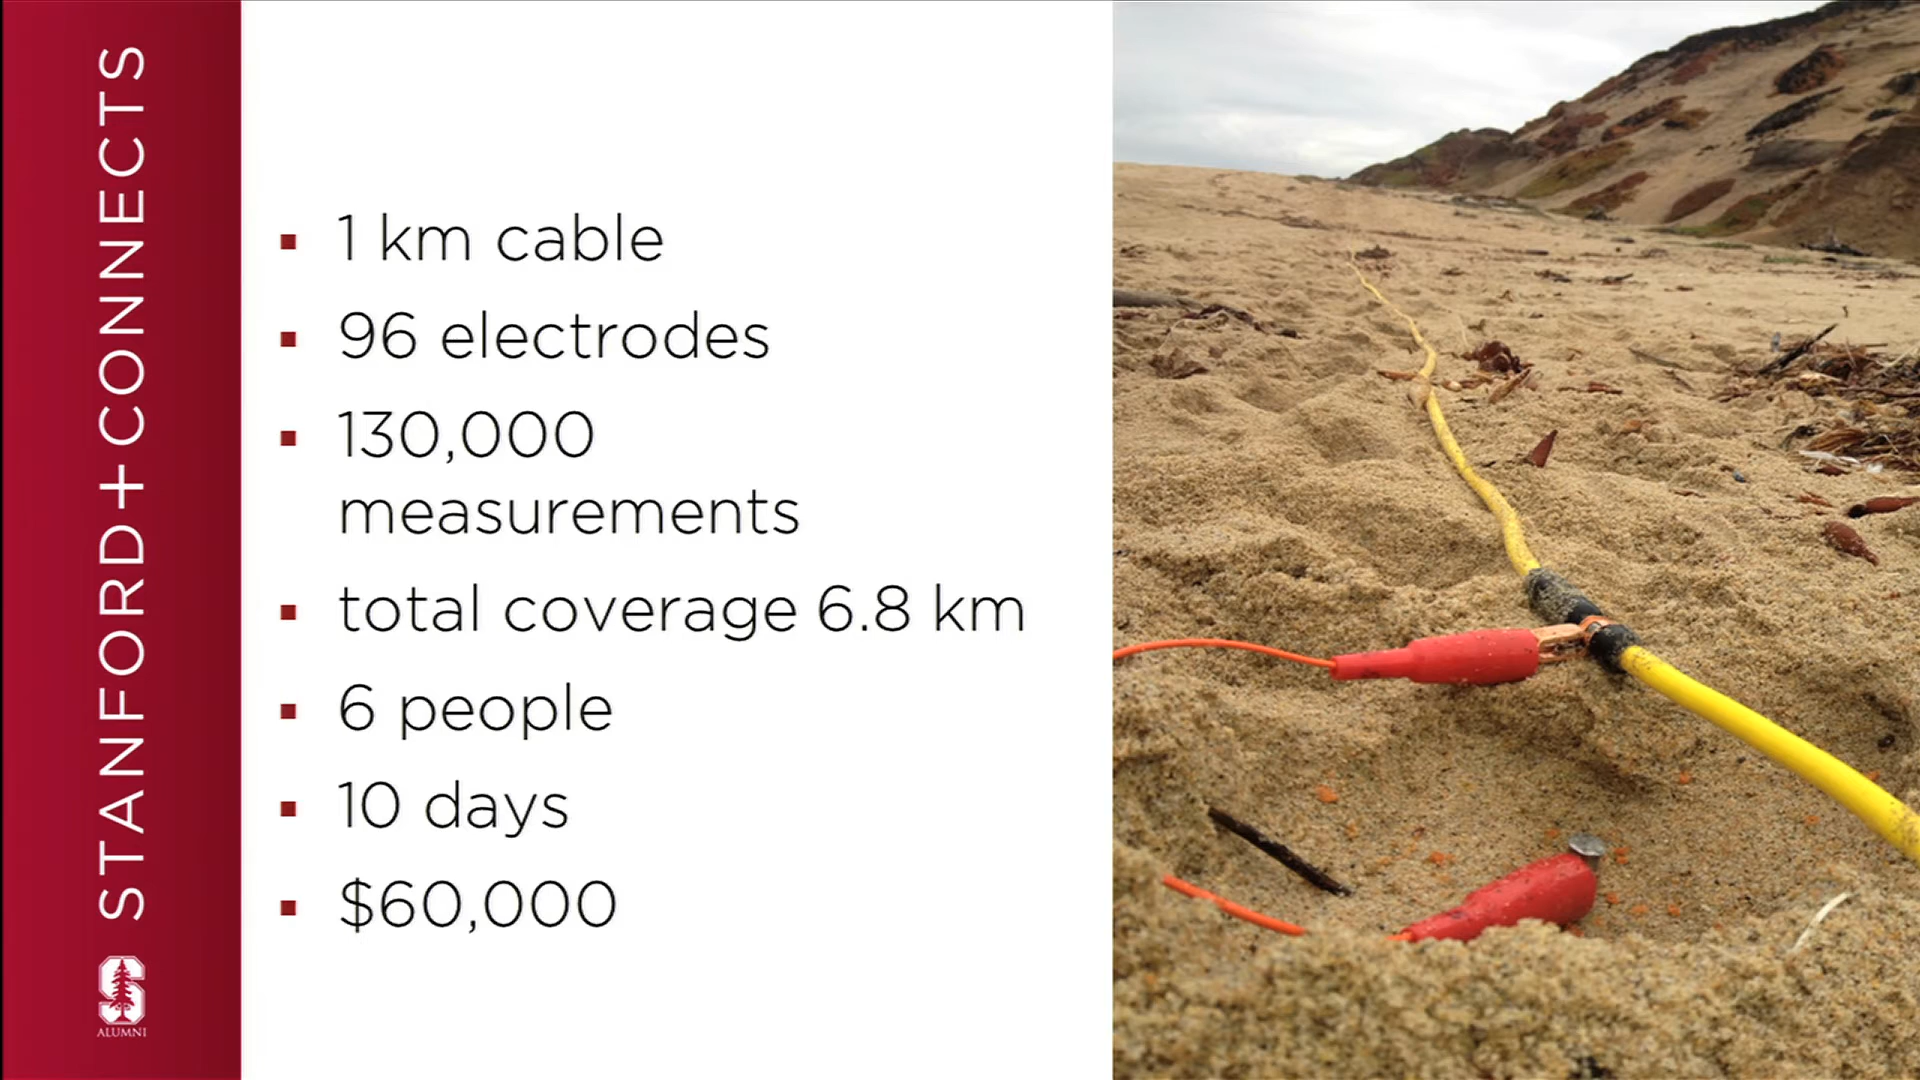 STANFORD+CONNECTS
S
ALUMNI
▪ 1 km cable
▪ 96 electrodes
▪ 130,000
measurements
▪ total coverage 6.8 km
▪ 6 people
▪ 10 days
▪ $60,000